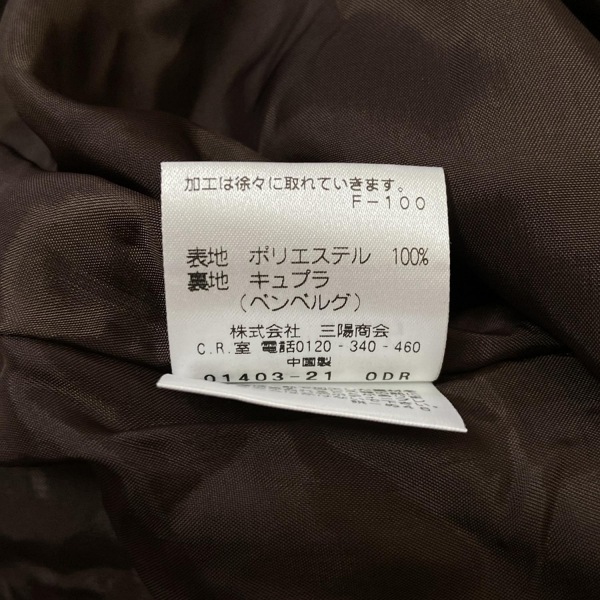 加工は徐々に取れていきます。
F-100
表地 ポリエステル 100%
裏地 キュプラ
(ベンベルグ)
株式会社 三陽商会
C.R.室 電話0120-340-460
中国製
01403-21 ODR